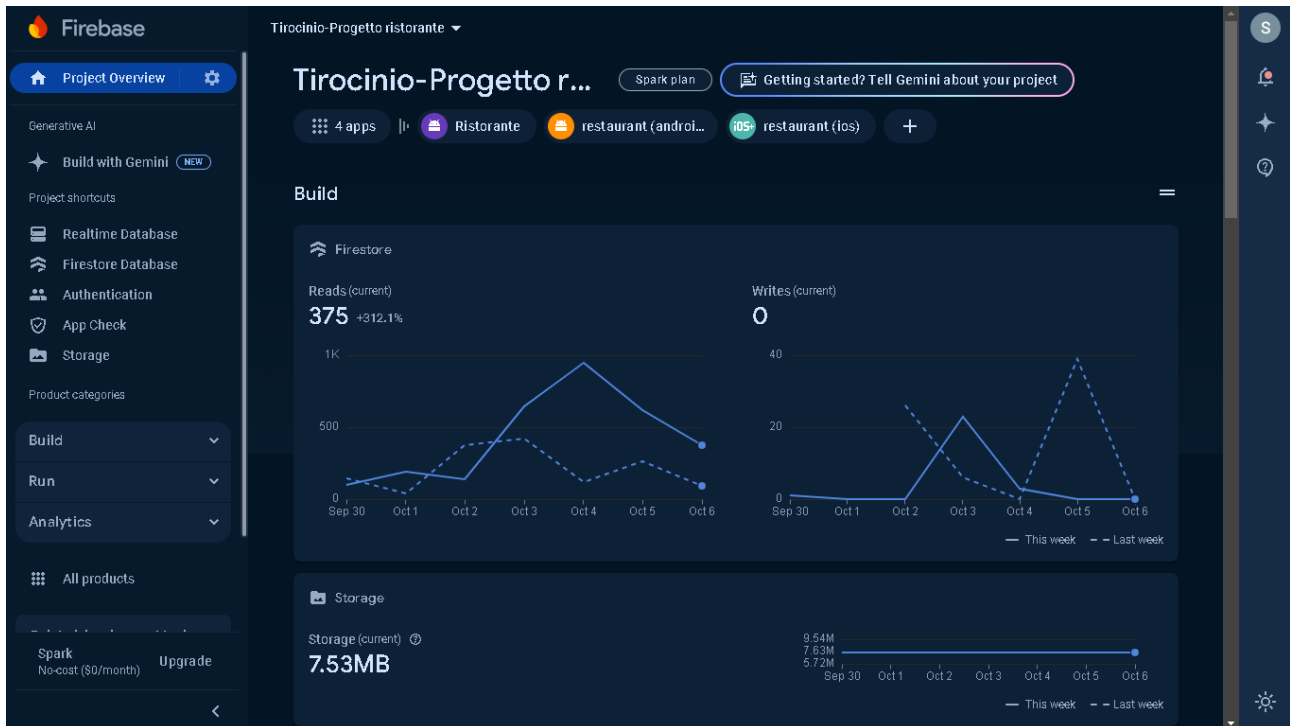 Firebase
Tirocinio-Progetto ristorante
S
Project Overview
Tirocinio-Progetto r...
Spark plan
Getting started? Tell Gemini about your project
Generative AI
4 apps
Ristorante
restaurant (androi...
iOS+
restaurant (ios)
Build with Gemini
NEW
Project shortcuts
Realtime Database
Firestore Database
Authentication
App Check
Storage
Product categories
Build
Run
Analytics
All products
Spark
No-cost ($0/month)
Upgrade
Build
Firestore
Reads (current)
375 +312.1%
1K
500
0
Sep 30 Oct 1 Oct 2 Oct 3 Oct 4 Oct 5 Oct 6
Writes (current)
0
40
20
0
Sep 30 Oct 1 Oct 2 Oct 3 Oct 4 Oct 5 Oct 6
This week Last week
Storage
Storage (current)
7.53MB
9.54M
7.63M
5.72M
Sep 30 Oct 1 Oct 2 Oct 3 Oct 4 Oct 5 Oct 6
This week Last week